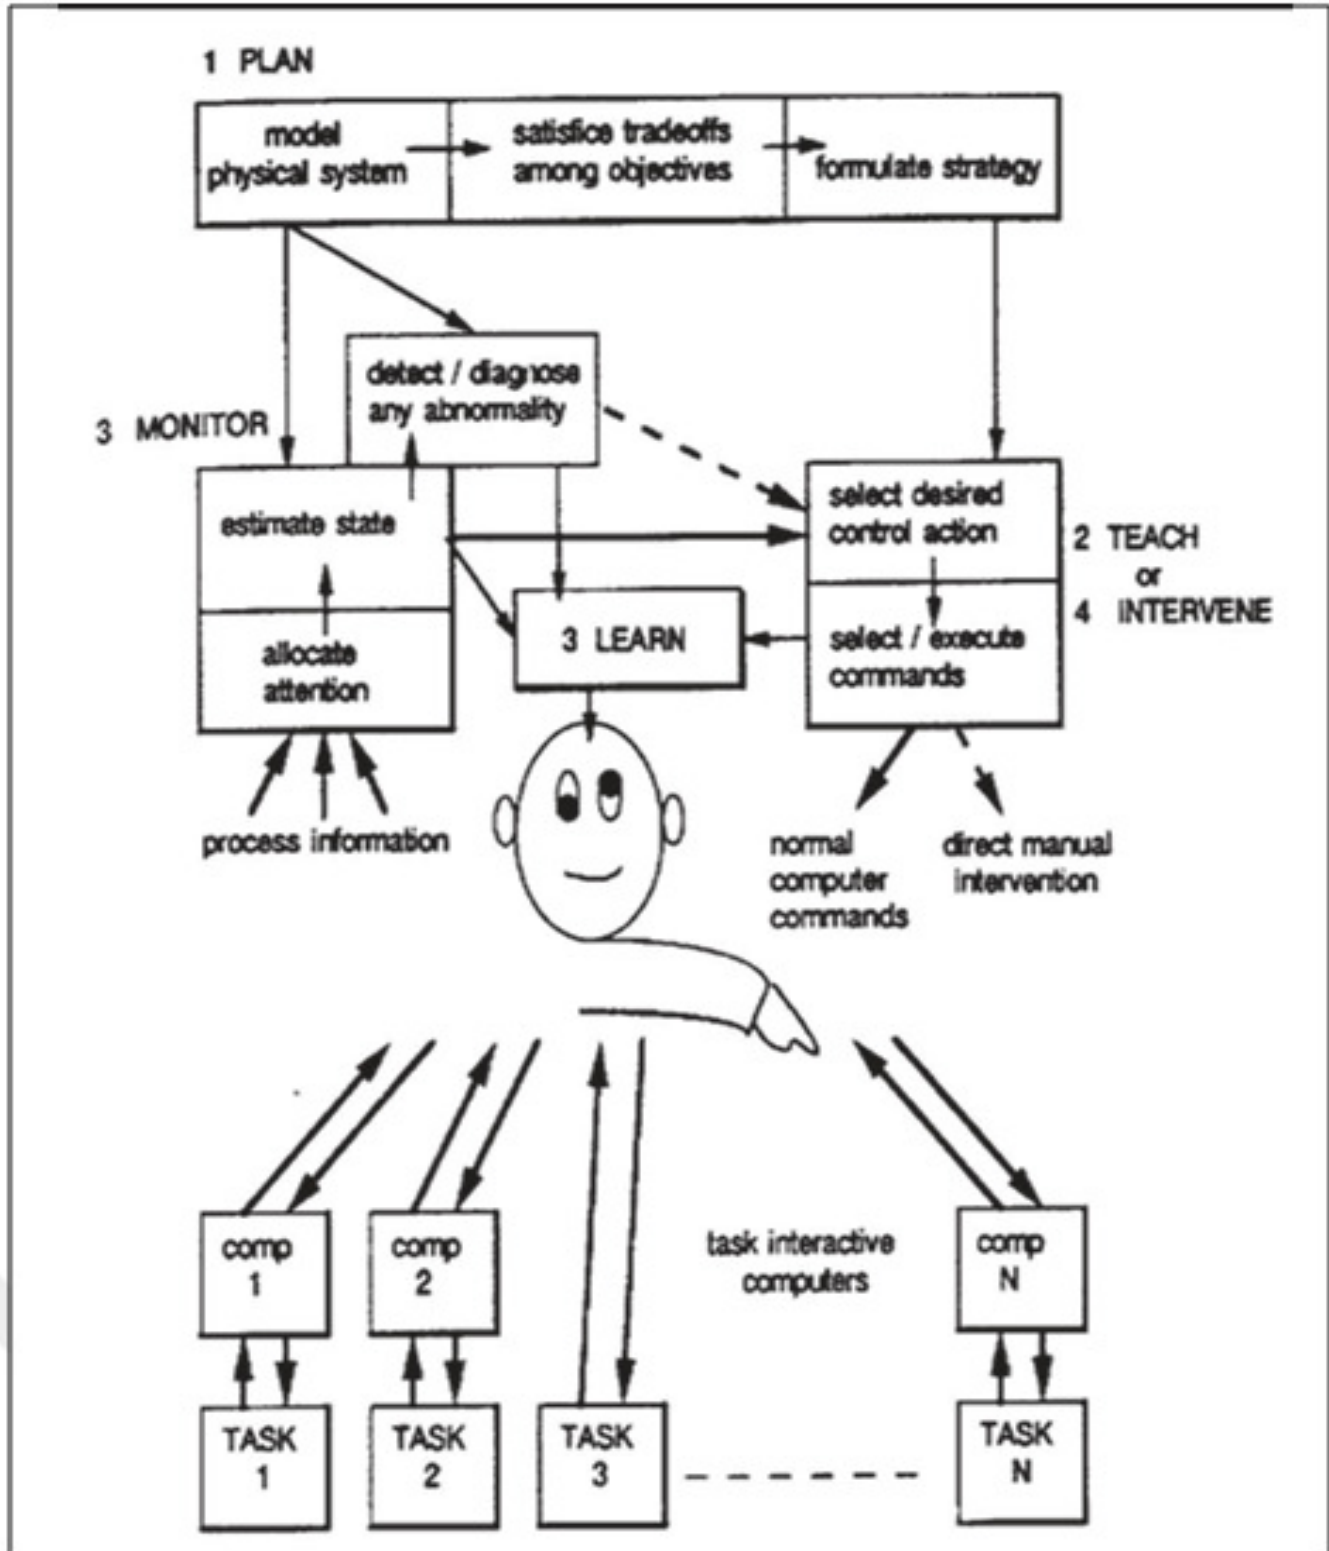 1 PLAN
model
physical system
satisfice tradeoffs
among objectives
formulate strategy
detect / diagnose
any abnormality
3 MONITOR
estimate state
allocate
attention
process information
3 LEARN
select desired
control action
select / execute
commands
2 TEACH
or
4 INTERVENE
normal
computer
commands
direct manual
intervention
comp
1
comp
2
task interactive
computers
comp
N
TASK
1
TASK
2
TASK
3
TASK
N